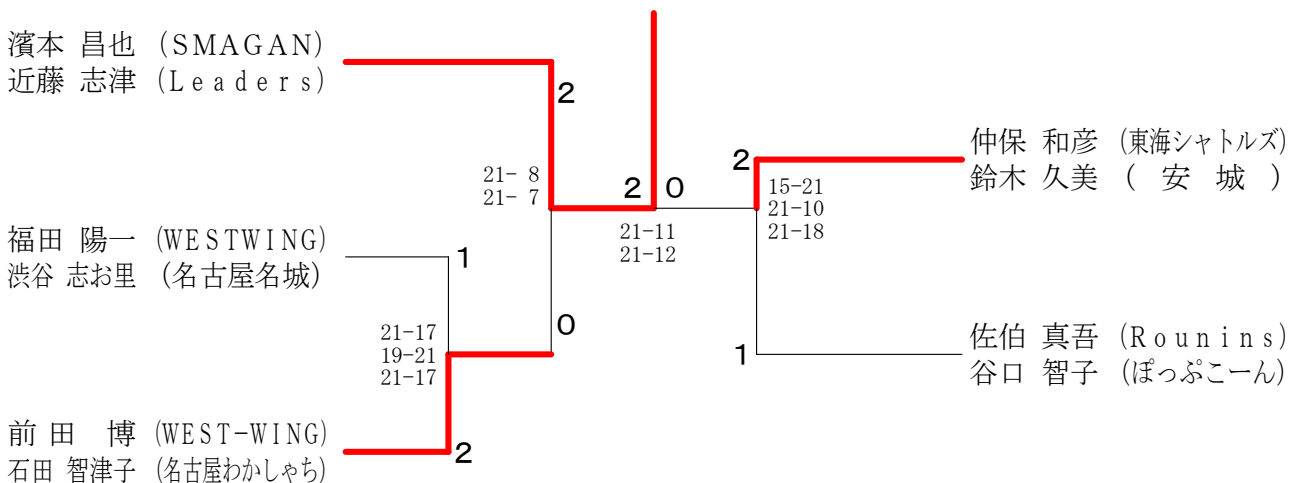 濱本 昌也 (SMAGAN)
近藤 志津 (Leaders)
2
21- 8
21- 7
福田 陽一 (WESTWING)
渋谷 志お里 (名古屋名城)
1
21-17
19-21
21-17
0
前田 博 (WEST-WING)
石田 智津子 (名古屋わかしゃち)
2
2 0
21-11
21-12
仲保 和彦 (東海シャトルズ)
鈴木 久美 ( 安 城 )
2
15-21
21-10
21-18
佐伯 真吾 (Rounins)
谷口 智子 (ぽっぷこーん)
1